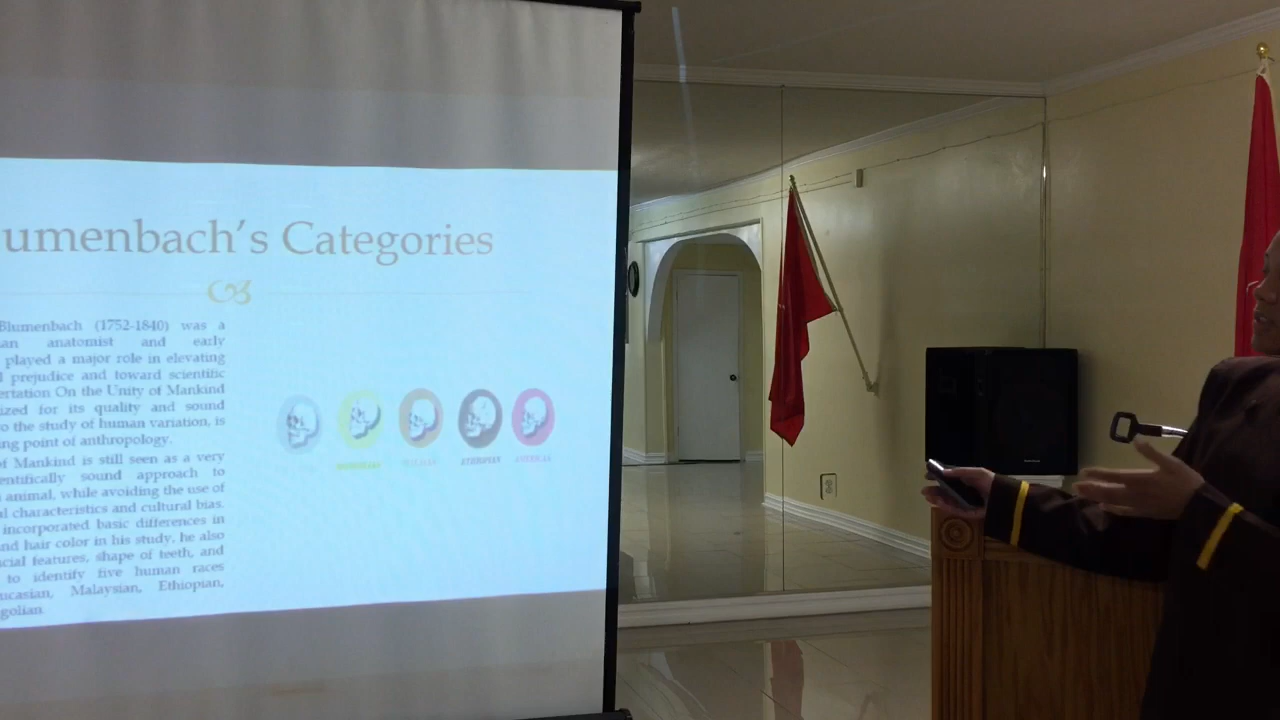 umenbach's Categories
Blumenbach (1752-1840) was a
an anatomist and early
played a major role in elevating
prejudice and toward scientific
ertation On the Unity of Mankind
ized for its quality and sound
o the study of human variation, is
ng point of anthropology.
of Mankind is still seen as a very
entifically sound approach to
animal, while avoiding the use of
al characteristics and cultural bias.
incorporated basic differences in
nd hair color in his study, he also
cial features, shape of teeth, and
to identify five human races
ucasian, Malaysian, Ethiopian,
golian.
ETHIOPIAN